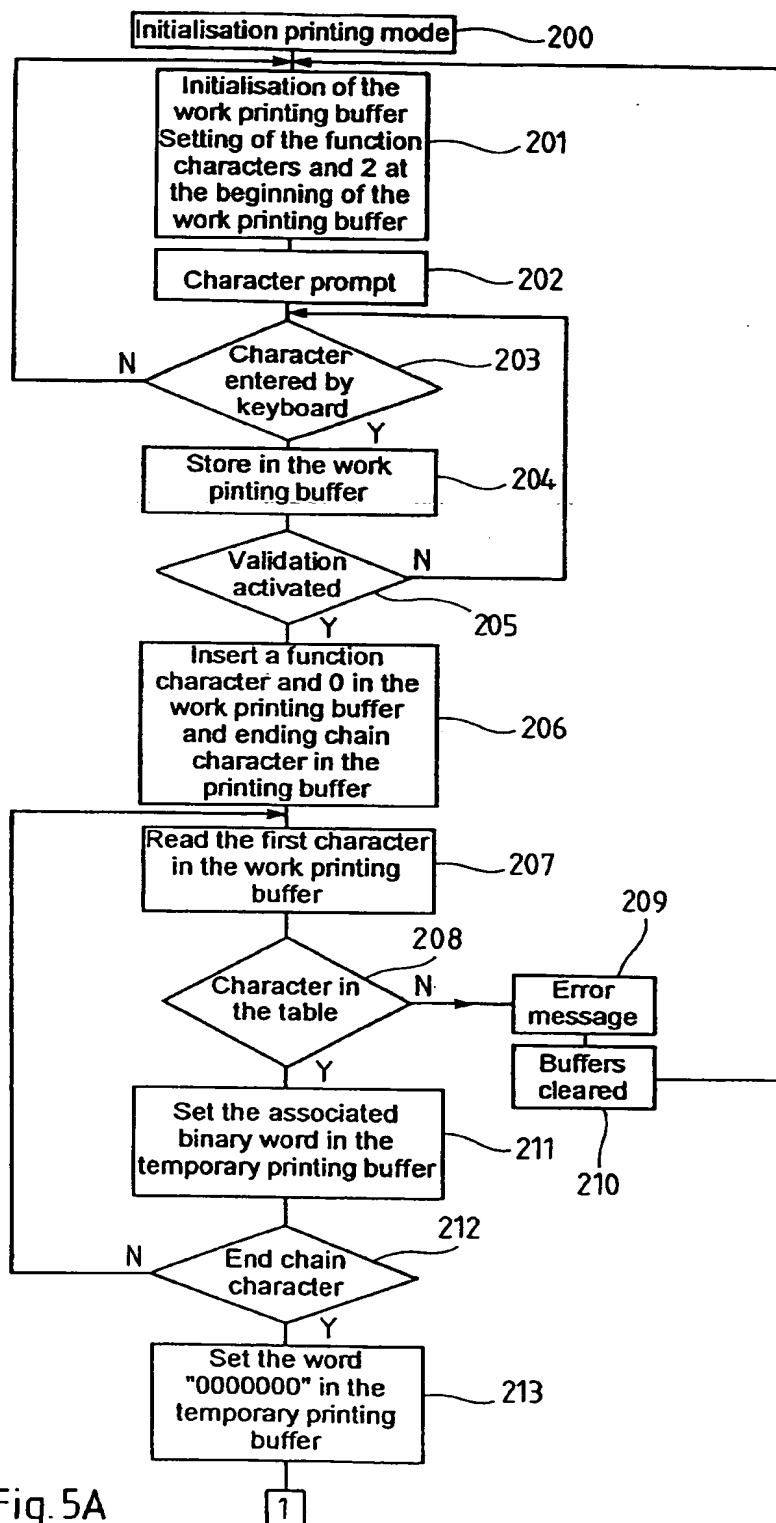 Initialisation printing mode
200
Initialisation of the
work printing buffer
Setting of the function
characters and 2 at
the beginning of the
work printing buffer
201
Character prompt
202
Character
entered by
keyboard
203
N
Y
Store in the work
pinting buffer
204
Validation
activated
N
205
Y
Insert a function
character and 0 in the
work printing buffer
and ending chain
character in the
printing buffer
206
Read the first character
in the work printing
buffer
207
208
Character in
the table
N
Y
209
Error
message
Buffers
cleared
210
Set the associated
binary word in the
temporary printing buffer
211
212
N
End chain
character
Y
Set the word
"0000000" in the
temporary printing
buffer
213
Fig.5A
1